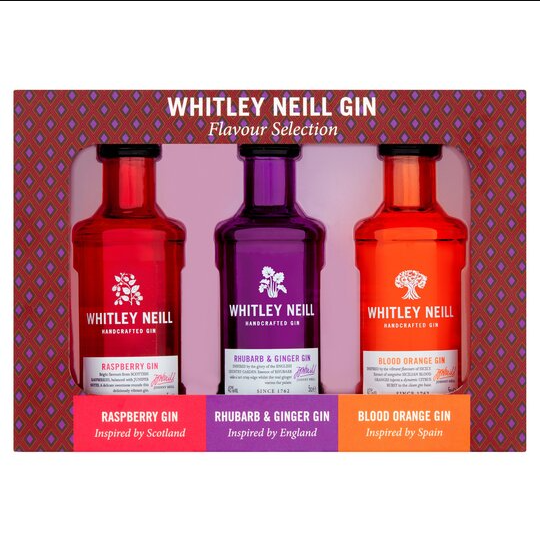 WHITLEY NEILL GIN
Flavour Selection
WHITLEY NEILL
HANDCRAFTED GIN
RASPBERRY GIN
WHITLEY NEILL
HANDCRAFTED GIN
RHUBARB & GINGER GIN
SINCE 1762
WHITLEY NEILL
HANDCRAFTED GIN
BLOOD ORANGE GIN
SINCE 1762
RASPBERRY GIN
Inspired by Scotland
RHUBARB & GINGER GIN
Inspired by England
BLOOD ORANGE GIN
Inspired by Spain